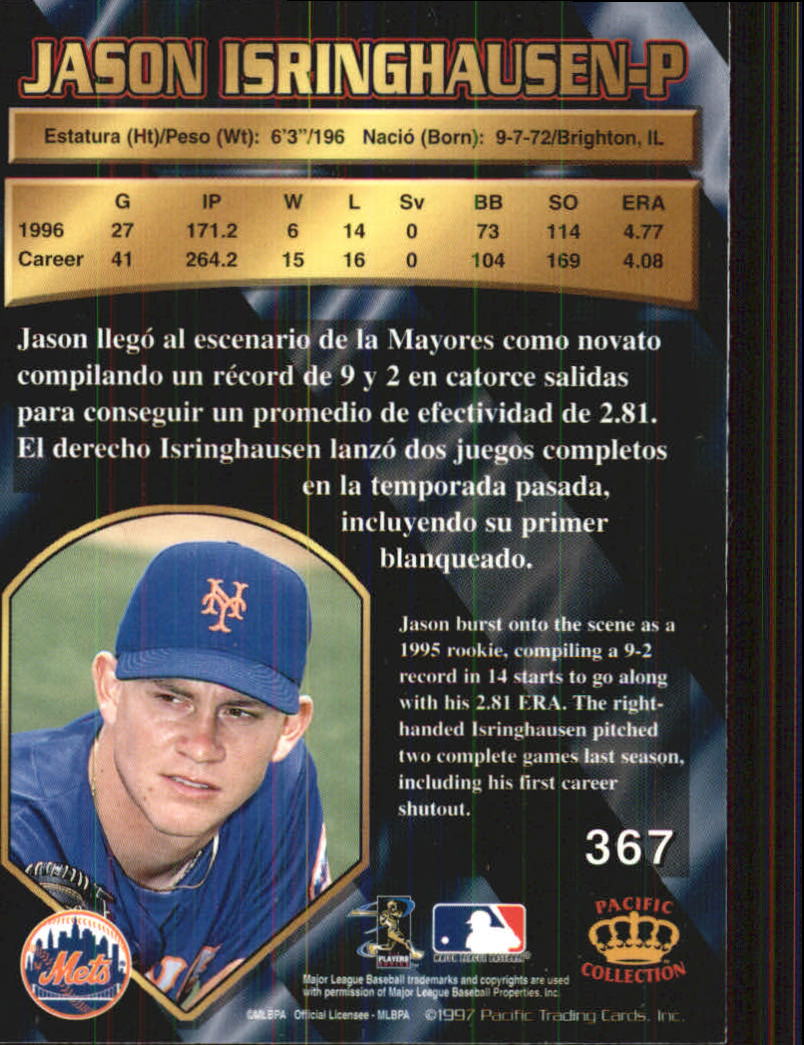 JASON ISRINGHAUSEN-P
Estatura (Ht)/Peso (Wt): 6'3"/196 Nació (Born): 9-7-72/Brighton, IL
G IP W L Sv BB SO ERA
1996 27 171.2 6 14 0 73 114 4.77
Career 41 264.2 15 16 0 104 169 4.08
Jason llegó al escenario de la Mayores como novato
compilando un récord de 9 y 2 en catorce salidas
para conseguir un promedio de efectividad de 2.81.
El derecho Isringhausen lanzó dos juegos completos
en la temporada pasada,
incluyendo su primer
blanqueado.
NY
Jason burst onto the scene as a
1995 rookie, compiling a 9-2
record in 14 starts to go along
with his 2.81 ERA. The right-
handed Isringhausen pitched
two complete games last season,
including his first career
shutout.
367
Mets
PLAYERS
CHOICE
MAJOR LEAGUE BASEBALL
PACIFIC
COLLECTION
Major League Baseball trademarks and copyrights are used
with permission of Major League Baseball Properties, Inc.
©MLBPA Official Licensee - MLBPA ©1997 Pacific Trading Cards, Inc.